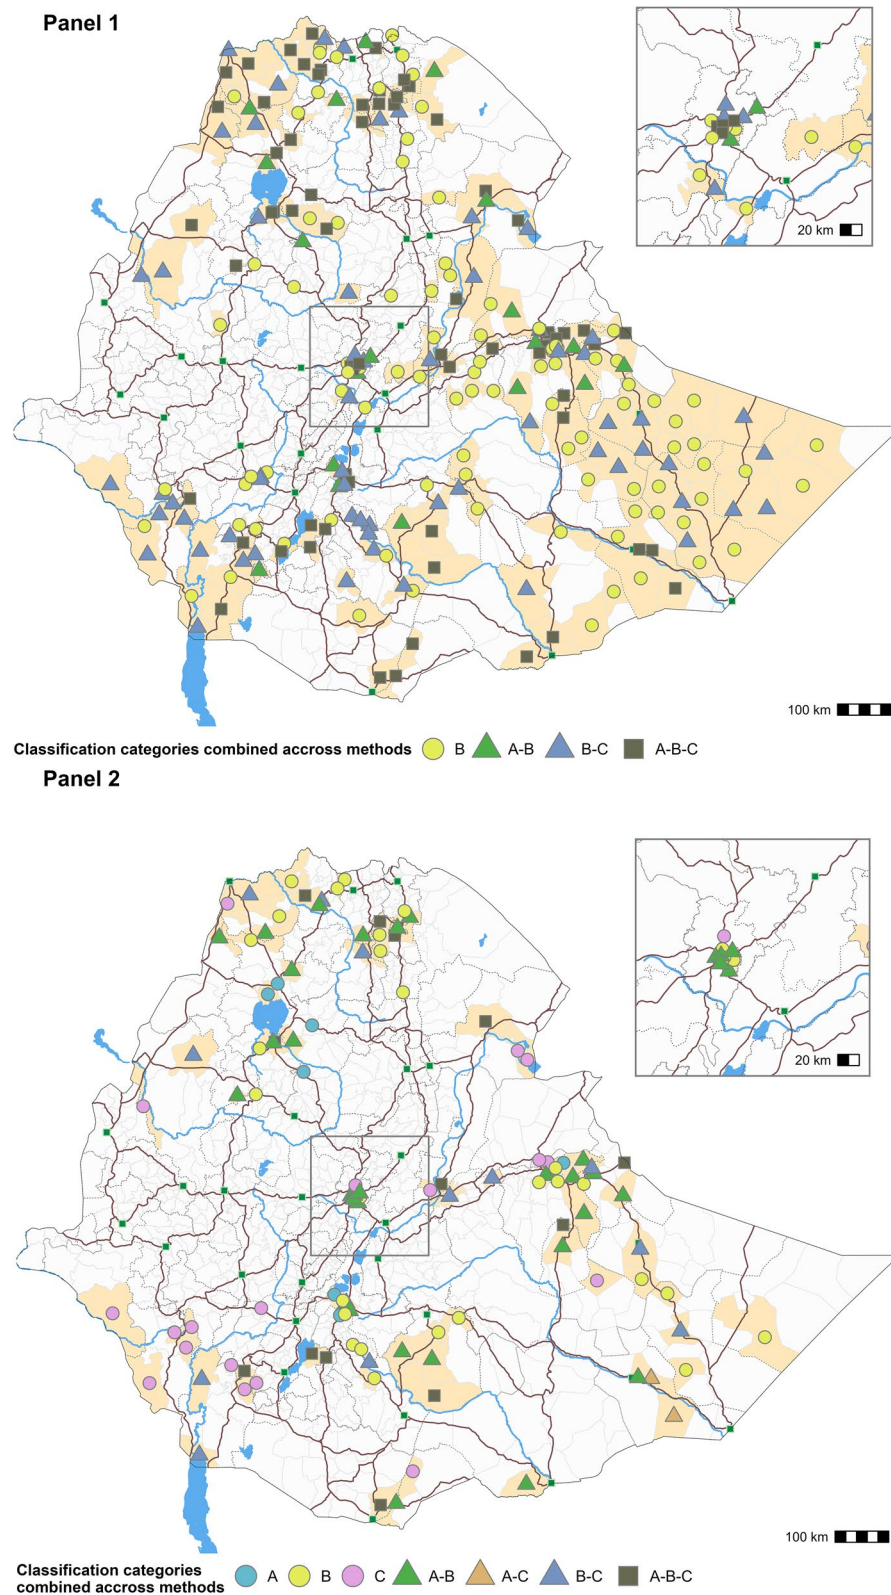 Panel 1
20 km
100 km
Classification categories combined accross methods B A-B B-C A-B-C
Panel 2
20 km
100 km
Classification categories
combined accross methods A B C A-B A-C B-C A-B-C